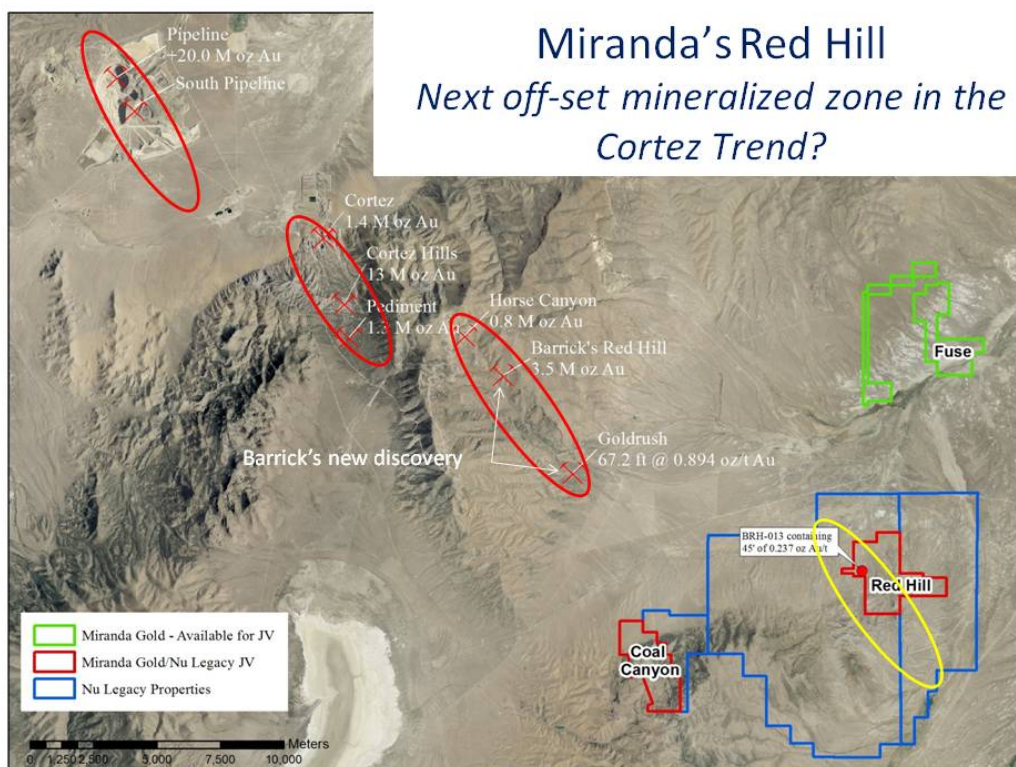 Miranda's Red Hill
Next off-set mineralized zone in the
Cortez Trend?
Pipeline
+20.0 M oz Au
South Pipeline
Cortez
1.4 M oz Au
Cortez Hills
13 M oz Au
Pediment
1.3 M oz Au
Horse Canyon
0.8 M oz Au
Barrick's Red Hill
3.5 M oz Au
Goldrush
67.2 ft @ 0.894 oz/t Au
Barrick's new discovery
Fuse
BRH-013 containing
45' of 0.237 oz Au/t
Red Hill
Coal
Canyon
Miranda Gold - Available for JV
Miranda Gold/Nu Legacy JV
Nu Legacy Properties
Meters
0 1,250 2,500 5,000 7,500 10,000